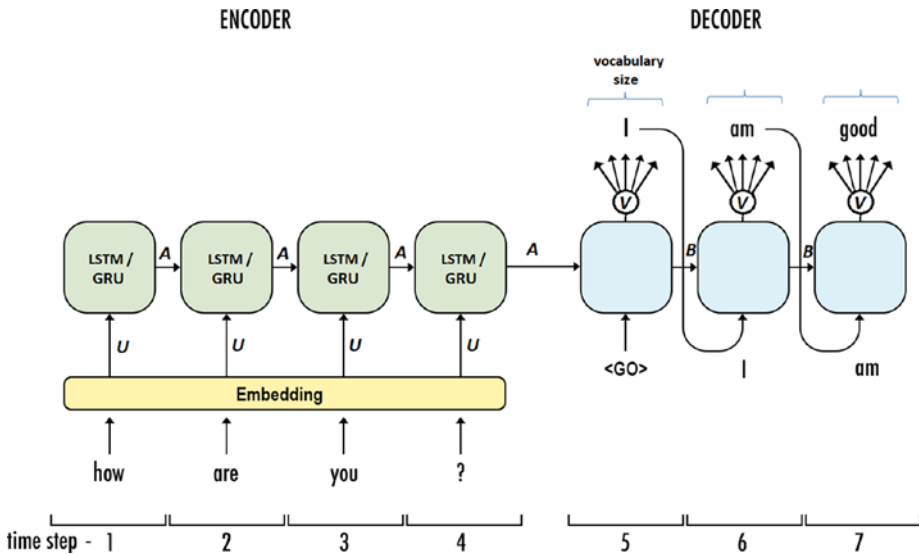 ENCODER
DECODER
vocabulary
size
I
am
good
V
V
V
LSTM /
GRU
A
LSTM /
GRU
A
LSTM /
GRU
A
LSTM /
GRU
A
B
B
U
U
U
U
<GO>
I
am
Embedding
how
are
you
?
time step - 1 2 3 4 5 6 7